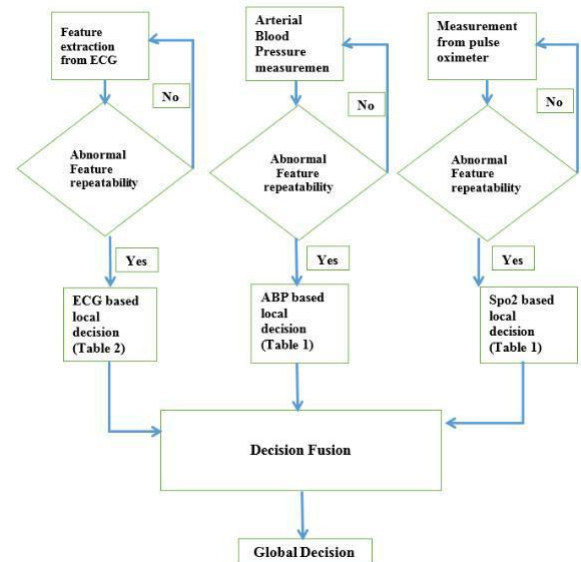 Feature
extraction
from ECG
No
Abnormal
Feature
repeatability
Yes
ECG based
local
decision
(Table 2)
Arterial
Blood
Pressure
measuremen
No
Abnormal
Feature
repeatability
Yes
ABP based
local
decision
(Table 1)
Measurement
from pulse
oximeter
No
Abnormal
Feature
repeatability
Yes
Spo2 based
local
decision
(Table 1)
Decision Fusion
Global Decision